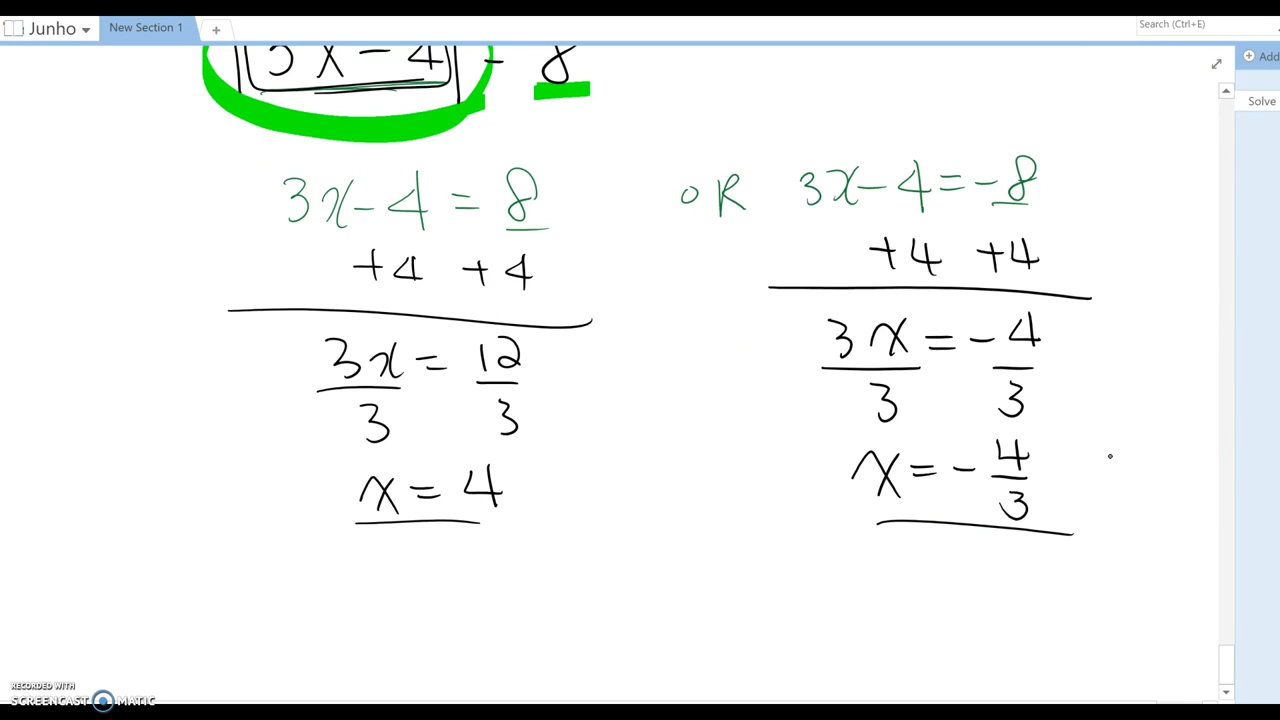 Junho
New Section 1
+
Search (Ctrl+E)
Add
Solve
|3x - 4| = 8
3x - 4 = 8 OR 3x - 4 = - 8
+4 +4 +4 +4
3x = 12 3x = - 4
3 3 3 3
x = 4 x = - 4/3
RECORDED WITH
SCREENCAST MATIC